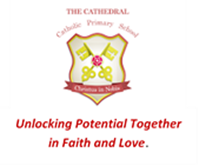 THE CATHEDRAL
Catholic Primary School
Christus in Nobis
Unlocking Potential Together
in Faith and Love.